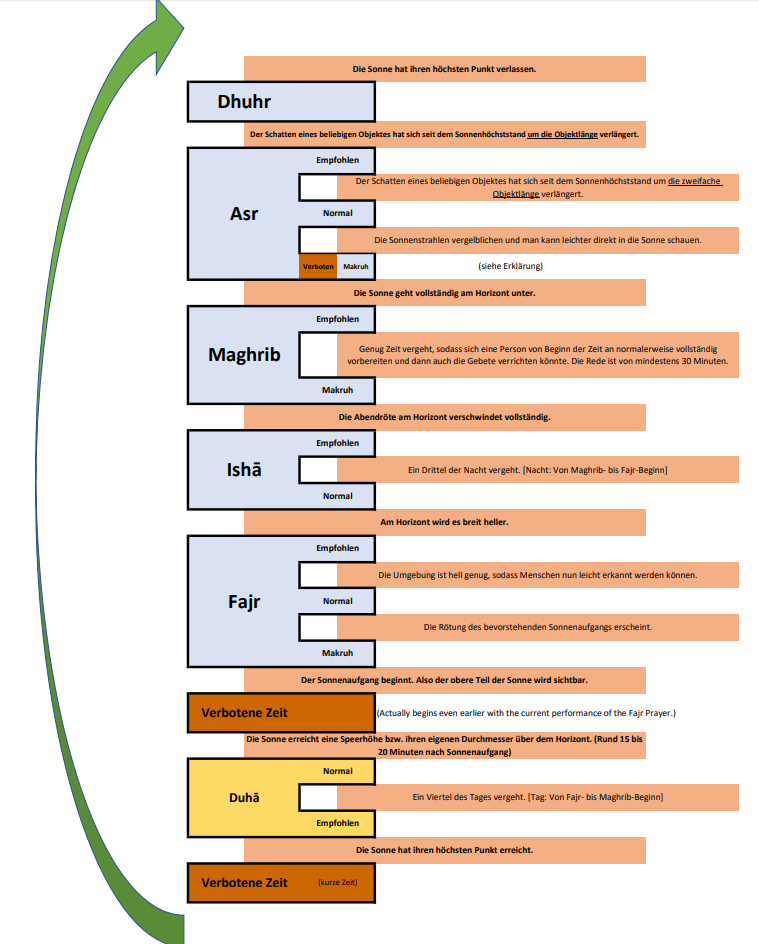 Die Sonne hat ihren höchsten Punkt verlassen.
Dhuhr
Der Schatten eines beliebigen Objektes hat sich seit dem Sonnenhöchststand um die Objektlänge verlängert.
Empfohlen
Der Schatten eines beliebigen Objektes hat sich seit dem Sonnenhöchststand um die zweifache
Objektlänge verlängert.
Asr
Normal
Die Sonnenstrahlen vergelblichen und man kann leichter direkt in die Sonne schauen.
Verboten Makruh (siehe Erklärung)
Die Sonne geht vollständig am Horizont unter.
Empfohlen
Maghrib
Genug Zeit vergeht, sodass sich eine Person von Beginn der Zeit an normalerweise vollständig
vorbereiten und dann auch die Gebete verrichten könnte. Die Rede ist von mindestens 30 Minuten.
Makruh
Die Abendröte am Horizont verschwindet vollständig.
Empfohlen
Ishā
Ein Drittel der Nacht vergeht. [Nacht: Von Maghrib- bis Fajr-Beginn]
Normal
Am Horizont wird es breit heller.
Empfohlen
Die Umgebung ist hell genug, sodass Menschen nun leicht erkannt werden können.
Fajr
Normal
Die Rötung des bevorstehenden Sonnenaufgangs erscheint.
Makruh
Der Sonnenaufgang beginnt. Also der obere Teil der Sonne wird sichtbar.
Verbotene Zeit
(Actually begins even earlier with the current performance of the Fajr Prayer.)
Die Sonne erreicht eine Speerhöhe bzw. ihren eigenen Durchmesser über dem Horizont. (Rund 15 bis
20 Minuten nach Sonnenaufgang)
Normal
Duhā
Ein Viertel des Tages vergeht. [Tag: Von Fajr- bis Maghrib-Beginn]
Empfohlen
Die Sonne hat ihren höchsten Punkt erreicht.
Verbotene Zeit (kurze Zeit)